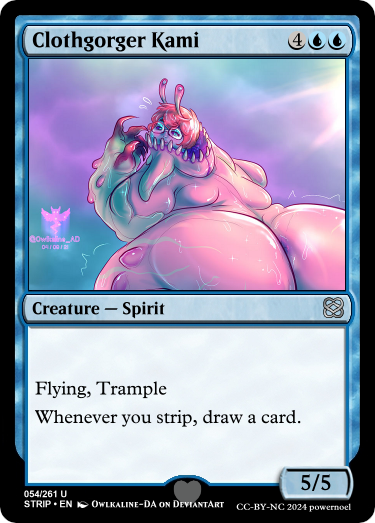 Clothgorger Kami 4
@Owlkaline_AD
Creature — Spirit
Flying, Trample
Whenever you strip, draw a card.
5/5
054/261 U
STRIP • EN Owlkaline-DA on DeviantArt
CC-BY-NC 2024 powernoel